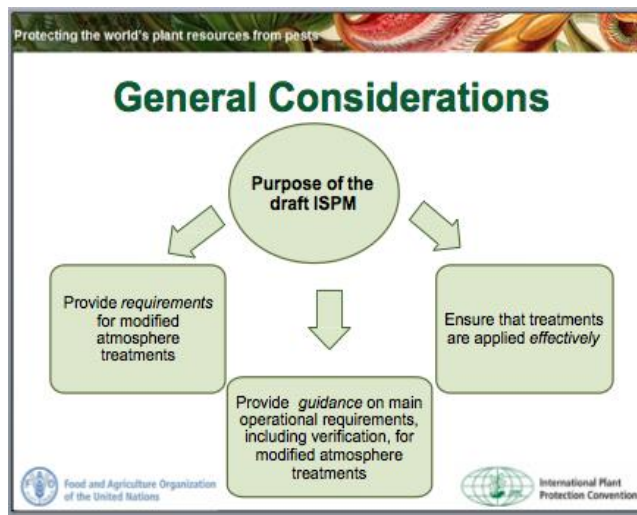 Protecting the world's plant resources from pests
General Considerations
Purpose of the
draft ISPM
Provide requirements
for modified
atmosphere
treatments
Provide guidance on main
operational requirements,
including verification, for
modified atmosphere
treatments
Ensure that treatments
are applied effectively
Food and Agriculture Organization
of the United Nations
International Plant
Protection Convention